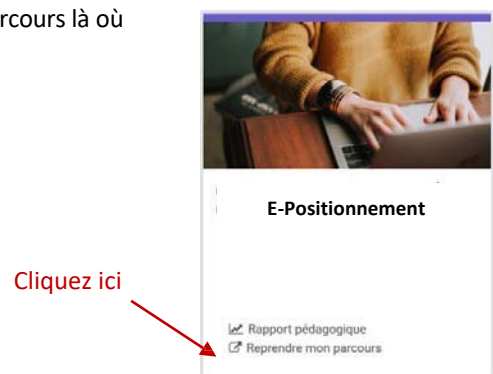 rcours là où
E-Positionnement
Cliquez ici
Rapport pédagogique
Reprendre mon parcours